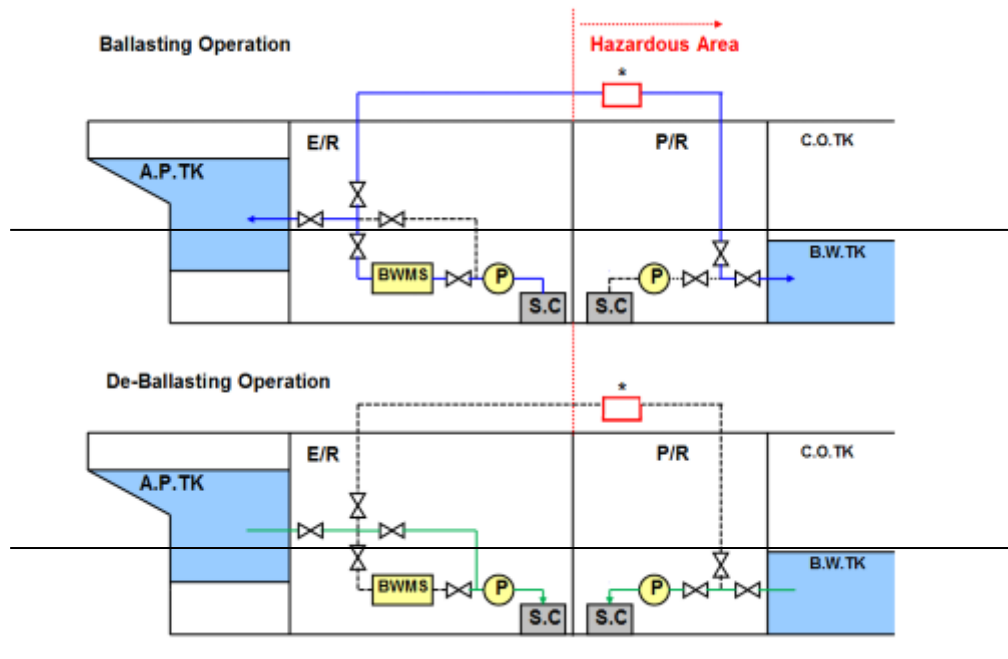 Ballasting Operation
Hazardous Area
*
E/R
P/R
C.O.TK
A.P.TK
B.W.TK
BWMS
P
P
S.C
S.C
De-Ballasting Operation
*
E/R
P/R
C.O.TK
A.P.TK
B.W.TK
BWMS
P
P
S.C
S.C